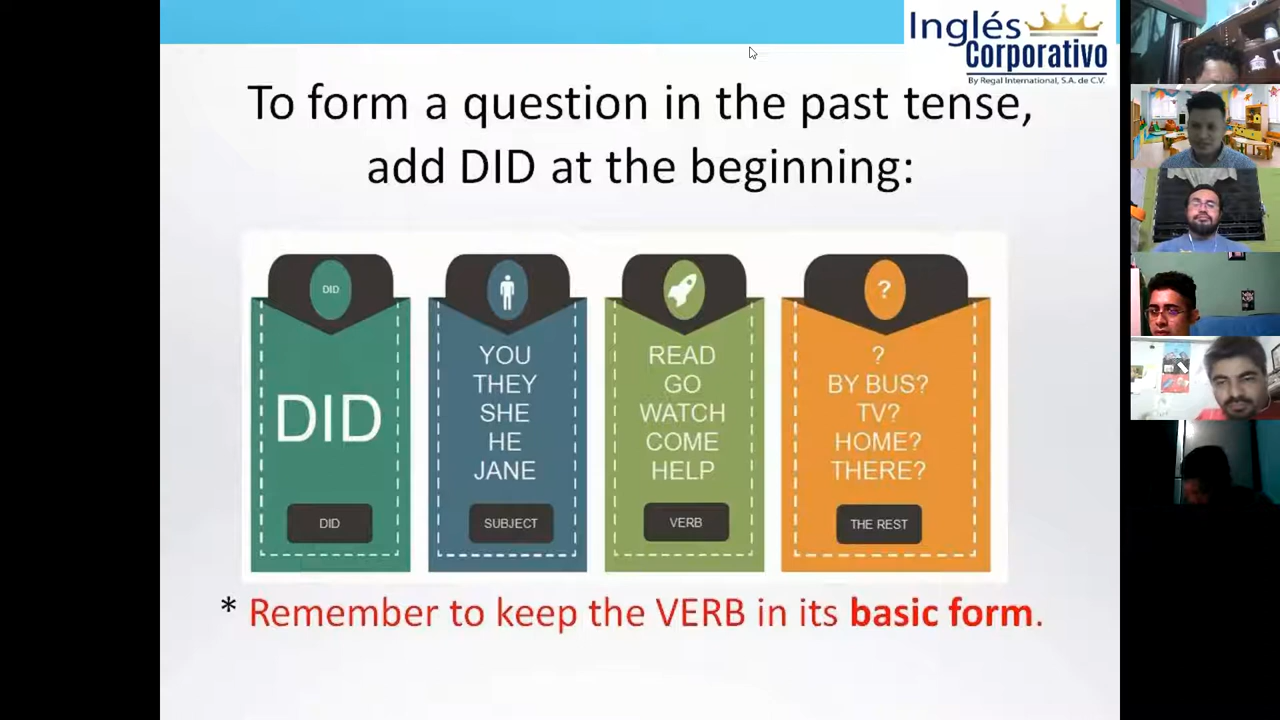 Inglés
Corporativo
By Regal International, S.A. de C.V.
To form a question in the past tense,
add DID at the beginning:
DID
?
DID
YOU
THEY
SHE
HE
JANE
READ
GO
WATCH
COME
HELP
?
BY BUS?
TV?
HOME?
THERE?
DID
SUBJECT
VERB
THE REST
* Remember to keep the VERB in its basic form.